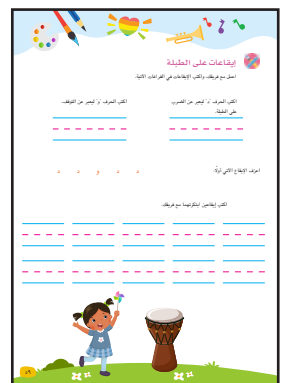 إيقاعات على الطبلة
اعمل مع فريقك، واكتب الإيقاعات في الفراغات الآتية.
اكتب الحرف "د" ليعبر عن الضرب على الطبلة.
اكتب الحرف "و" ليعبر عن التوقف.
اعزف الإيقاع الآتي أولًا.
د د و د د
اكتب إيقاعين ابتكرتهما مع فريقك.